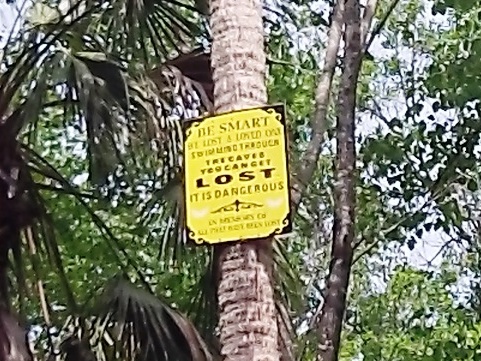 BE SMART
WE LOST A LOVED ONE
SWIMMING THROUGH
THE CAVES
YOU CAN GET
LOST
IT IS DANGEROUS
IN MEMORY OF
ALL THAT HAVE BEEN LOST